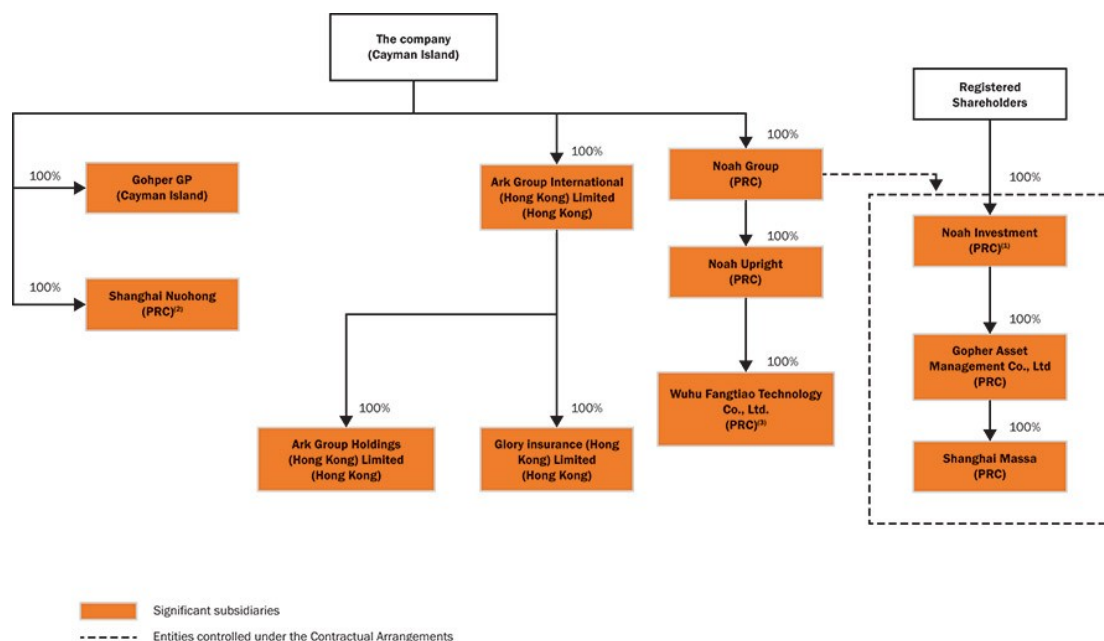 The company
(Cayman Island)
Registered
Shareholders
100%
100%
100%
100%
Gohper GP
(Cayman Island)
Ark Group International
(Hong Kong) Limited
(Hong Kong)
Noah Group
(PRC)
100%
100%
Noah Investment
(PRC)(1)
Noah Upright
(PRC)
100%
Shanghai Nuohong
(PRC)(2)
100%
Gopher Asset
Management Co., Ltd
(PRC)
100%
Wuhu Fangtiao Technology
Co., Ltd.
(PRC)(3)
100%
100%
100%
Ark Group Holdings
(Hong Kong) Limited
(Hong Kong)
Glory insurance (Hong
Kong) Limited
(Hong Kong)
Shanghai Massa
(PRC)
Significant subsidiaries
Entities controlled under the Contractual Arrangements